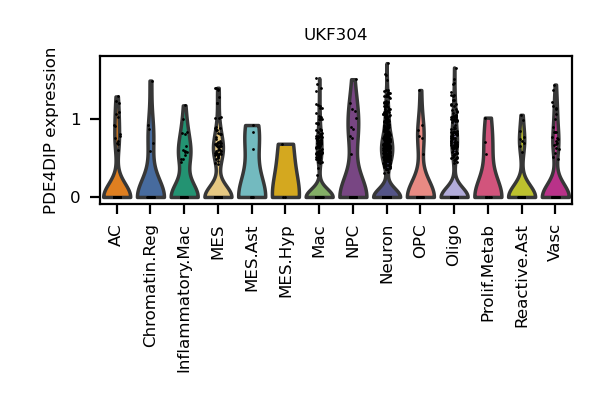 UKF304
PDE4DIP expression
1
0
AC
Chromatin.Reg
Inflammatory.Mac
MES
MES.Ast
MES.Hyp
Mac
NPC
Neuron
OPC
Oligo
Prolif.Metab
Reactive.Ast
Vasc